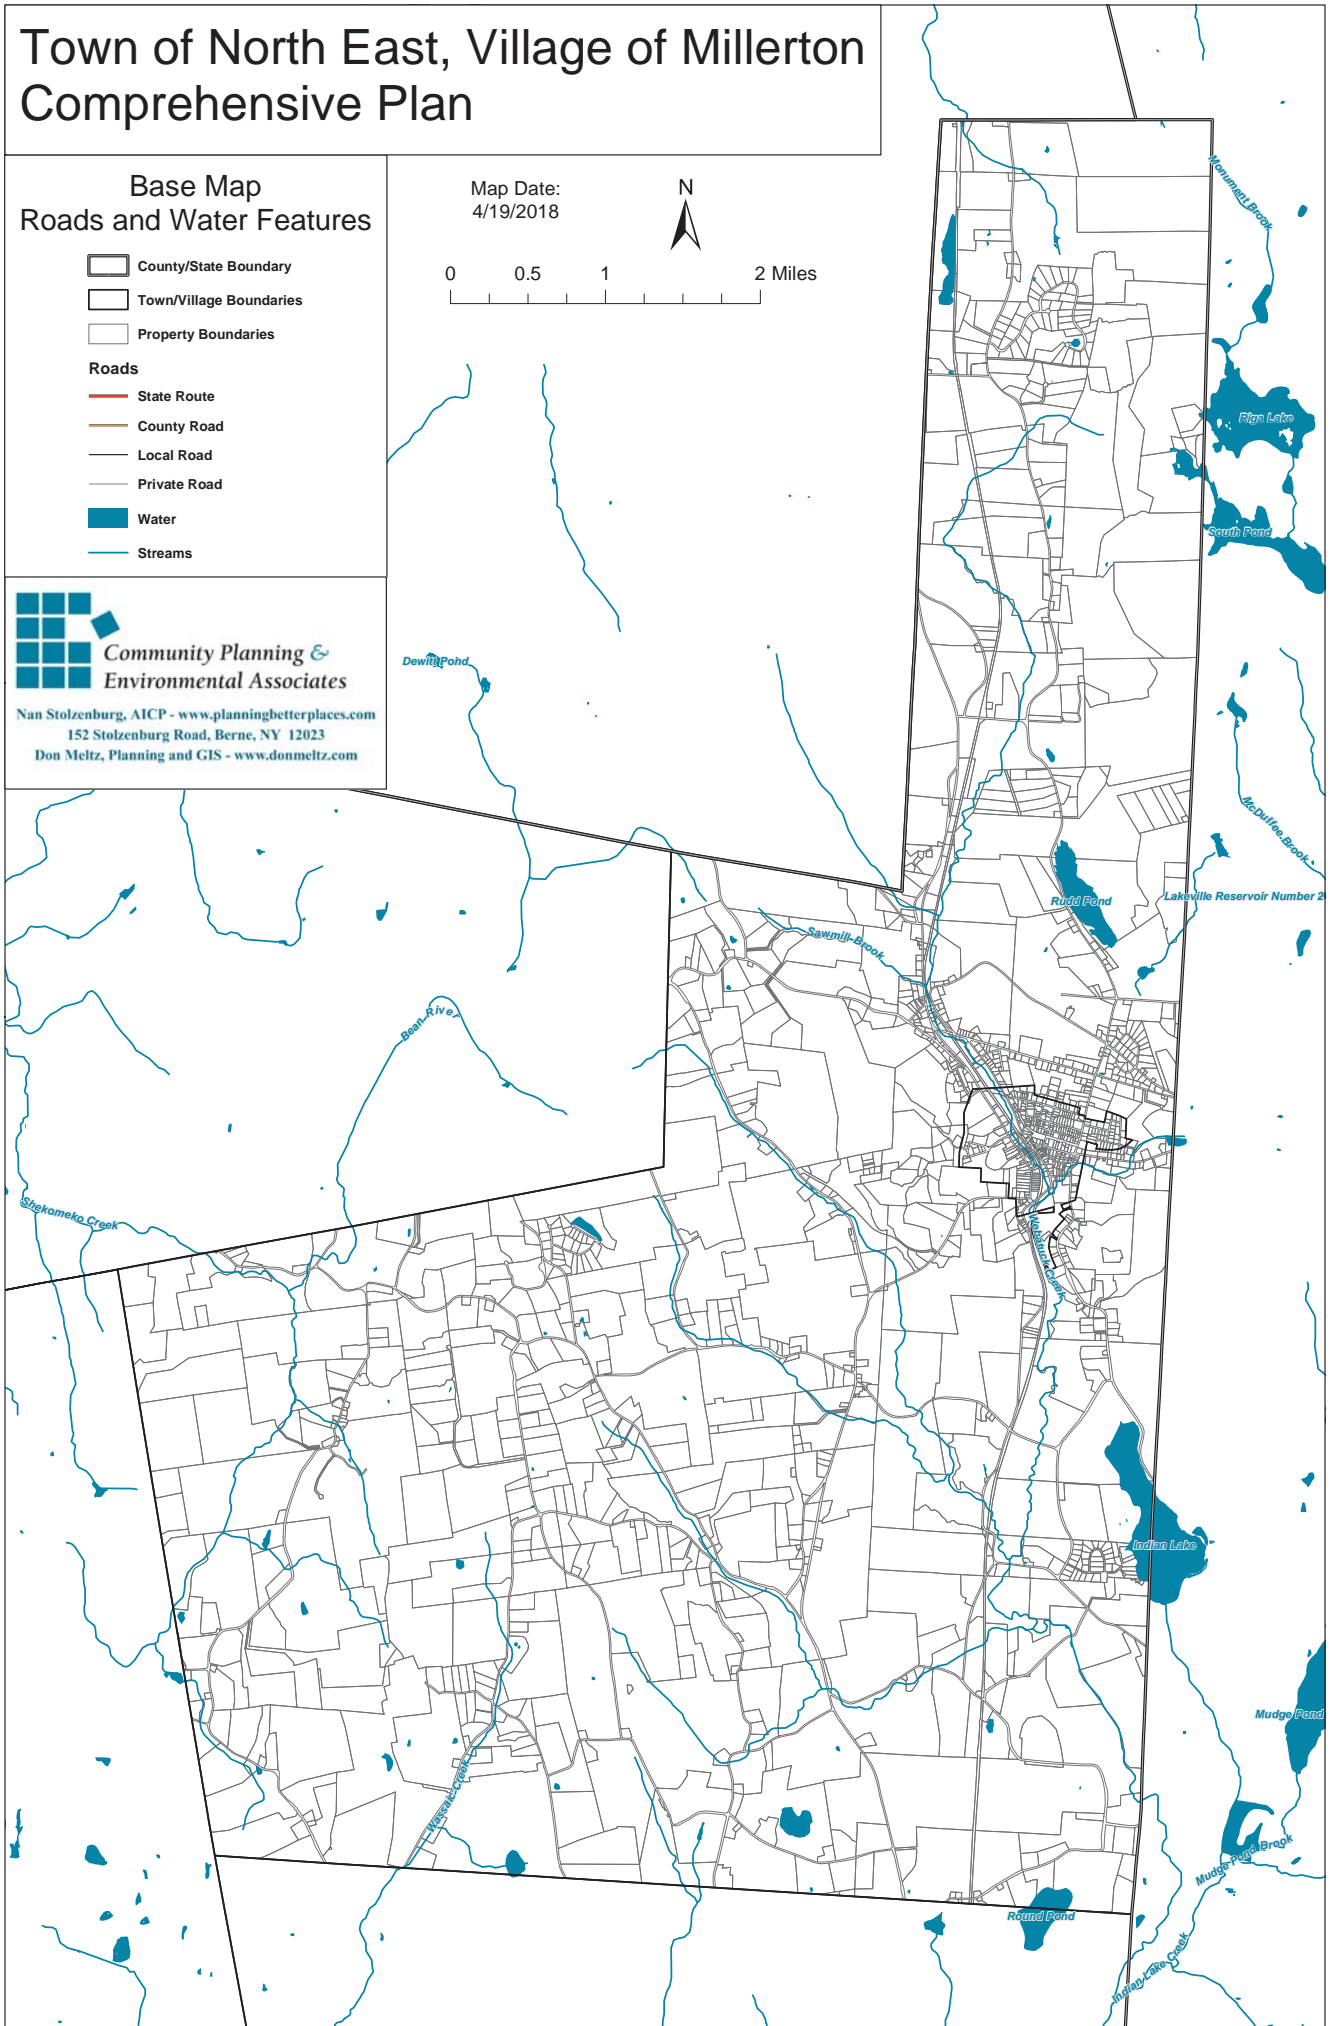 Town of North East, Village of Millerton
Comprehensive Plan
Base Map
Roads and Water Features
County/State Boundary
Town/Village Boundaries
Property Boundaries
Roads
State Route
County Road
Local Road
Private Road
Water
Streams
Map Date:
4/19/2018
N
0 0.5 1 2 Miles
Community Planning &
Environmental Associates
Nan Stolzenburg, AICP - www.planningbetterplaces.com
152 Stolzenburg Road, Berne, NY 12023
Don Meltz, Planning and GIS - www.donmeltz.com
Monument Brook
Riga Lake
South Pond
Dewitt Pond
McDuffee Brook
Rudd Pond
Lakeville Reservoir Number 2
Sawmill Brook
Bean River
Shekomeko Creek
Webatuck Creek
Indian Lake
Mudge Pond
Wassaic Creek
Mudge Pond Brook
Round Pond
Indian Lake Creek